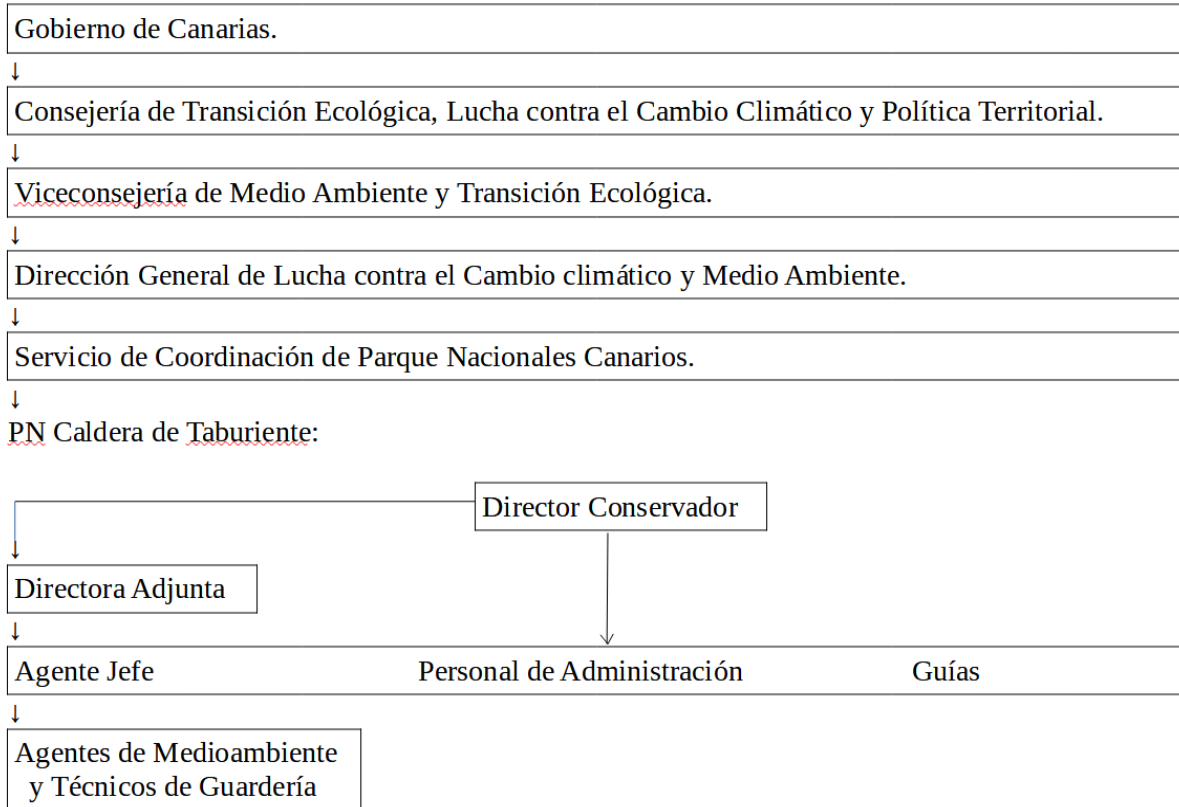 Gobierno de Canarias.
↓
Consejería de Transición Ecológica, Lucha contra el Cambio Climático y Política Territorial.
↓
Viceconsejería de Medio Ambiente y Transición Ecológica.
↓
Dirección General de Lucha contra el Cambio climático y Medio Ambiente.
↓
Servicio de Coordinación de Parque Nacionales Canarios.
↓
PN Caldera de Taburiente:
Director Conservador
↓
Directora Adjunta
↓
Agente Jefe Personal de Administración Guías
↓
Agentes de Medioambiente
y Técnicos de Guardería